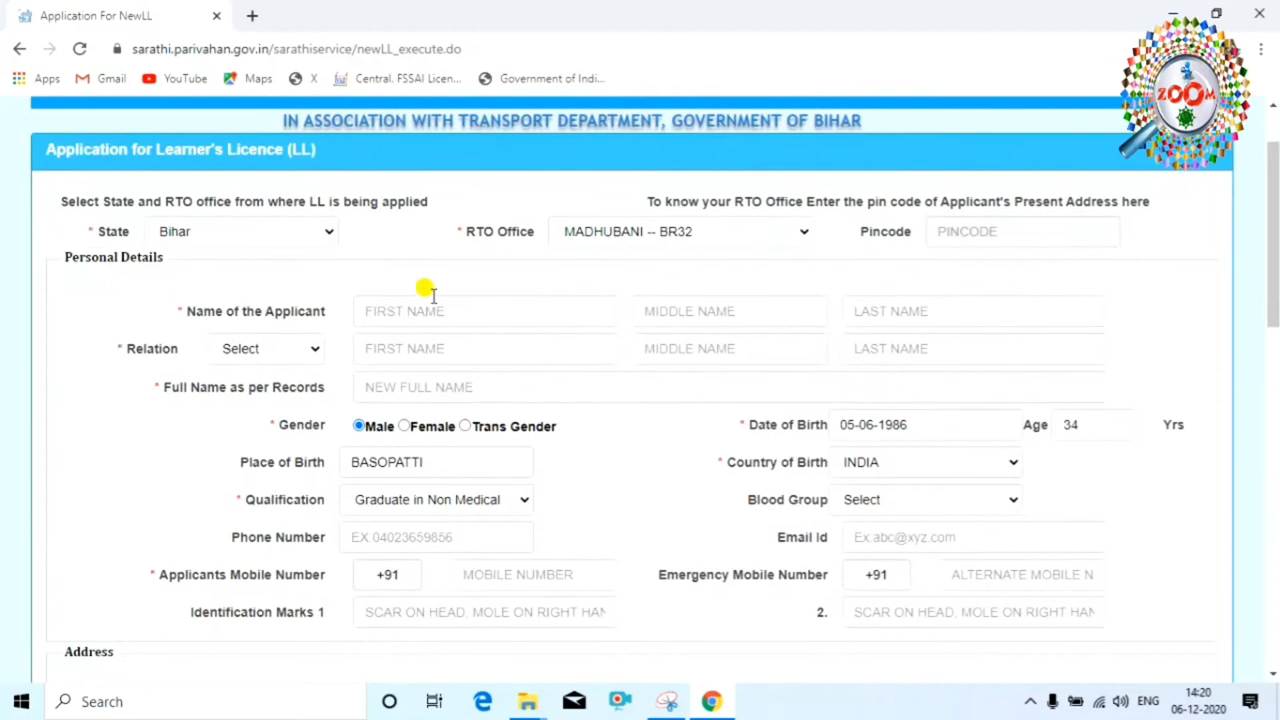 Application For NewLL
sarathi.parivahan.gov.in/sarathiservice/newLL_execute.do
Apps Gmail YouTube Maps X Central. FSSAI Licen... Government of Indi...
ZOOM
IN ASSOCIATION WITH TRANSPORT DEPARTMENT, GOVERNMENT OF BIHAR
Application for Learner's Licence (LL)
Select State and RTO office from where LL is being applied To know your RTO Office Enter the pin code of Applicant's Present Address here
* State Bihar * RTO Office MADHUBANI -- BR32 Pincode PINCODE
Personal Details
* Name of the Applicant FIRST NAME MIDDLE NAME LAST NAME
* Relation Select FIRST NAME MIDDLE NAME LAST NAME
* Full Name as per Records NEW FULL NAME
* Gender Male Female Trans Gender * Date of Birth 05-06-1986 Age 34 Yrs
Place of Birth BASOPATTI * Country of Birth INDIA
* Qualification Graduate in Non Medical Blood Group Select
Phone Number EX.04023659856 Email Id Ex.abc@xyz.com
* Applicants Mobile Number +91 MOBILE NUMBER Emergency Mobile Number +91 ALTERNATE MOBILE N
Identification Marks 1 SCAR ON HEAD, MOLE ON RIGHT HAN 2. SCAR ON HEAD, MOLE ON RIGHT HAN
Address
Search ENG 14:20
06-12-2020